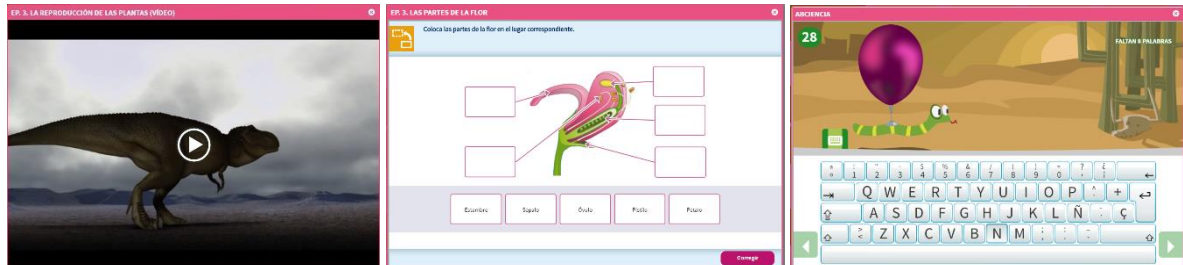 EP. 3. LA REPRODUCCIÓN DE LAS PLANTAS (VÍDEO)
EP. 3. LAS PARTES DE LA FLOR
Coloca las partes de la flor en el lugar correspondiente.
Estambre Sépalo Óvulo Pistilo Pétalo
Corregir
ABCIENCIA
28
FALTAN 8 PALABRAS
1 2 3 4 5 6 7 8 9 0
Q W E R T Y U I O P +
A S D F G H J K L Ñ Ç
Z X C V B N M